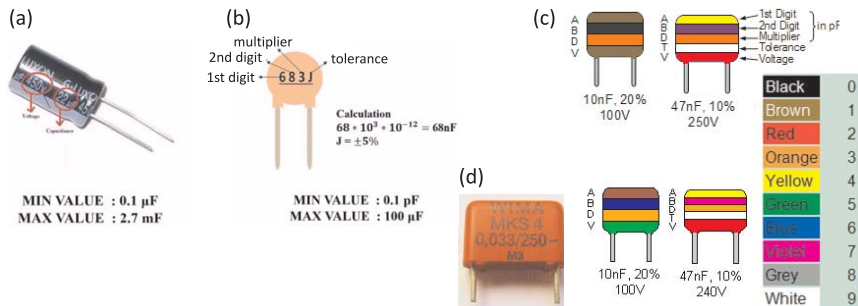 (a)
LUXON
450V
Voltage
Capacitance
MIN VALUE : 0.1 µF
MAX VALUE : 2.7 mF
(b)
multiplier
2nd digit
tolerance
1st digit
683J
Calculation
68 * 10³ * 10⁻¹² = 68nF
J = ±5%
MIN VALUE : 0.1 pF
MAX VALUE : 100 µF
(c)
A
B
D
T
V
1st Digit
2nd Digit
Multiplier
in pF
Tolerance
Voltage
10nF, 20%
100V
47nF, 10%
250V
(d)
WIMA
MKS 4
0,033/250-
M3
A
B
D
V
A
B
D
T
V
10nF, 20%
100V
47nF, 10%
240V
Black 0
Brown 1
Red 2
Orange 3
Yellow 4
Green 5
Blue 6
Violet 7
Grey 8
White 9